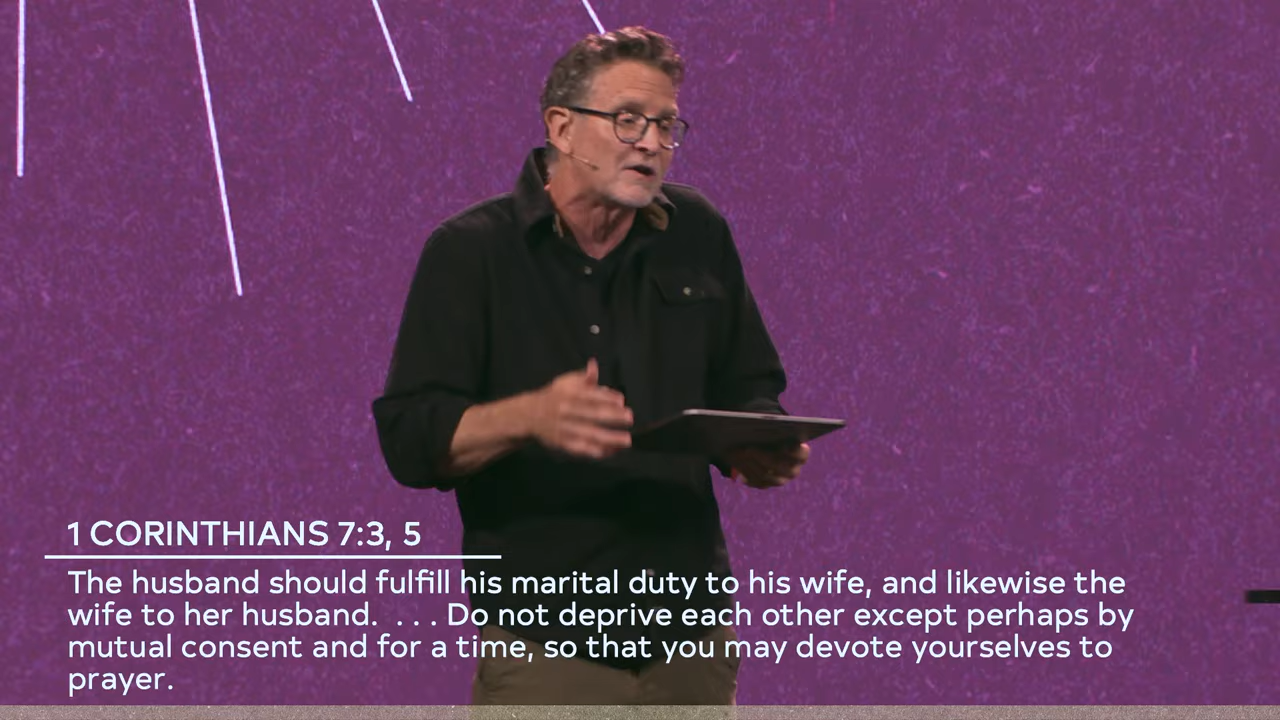 1 CORINTHIANS 7:3, 5
The husband should fulfill his marital duty to his wife, and likewise the
wife to her husband. . . . Do not deprive each other except perhaps by
mutual consent and for a time, so that you may devote yourselves to
prayer.